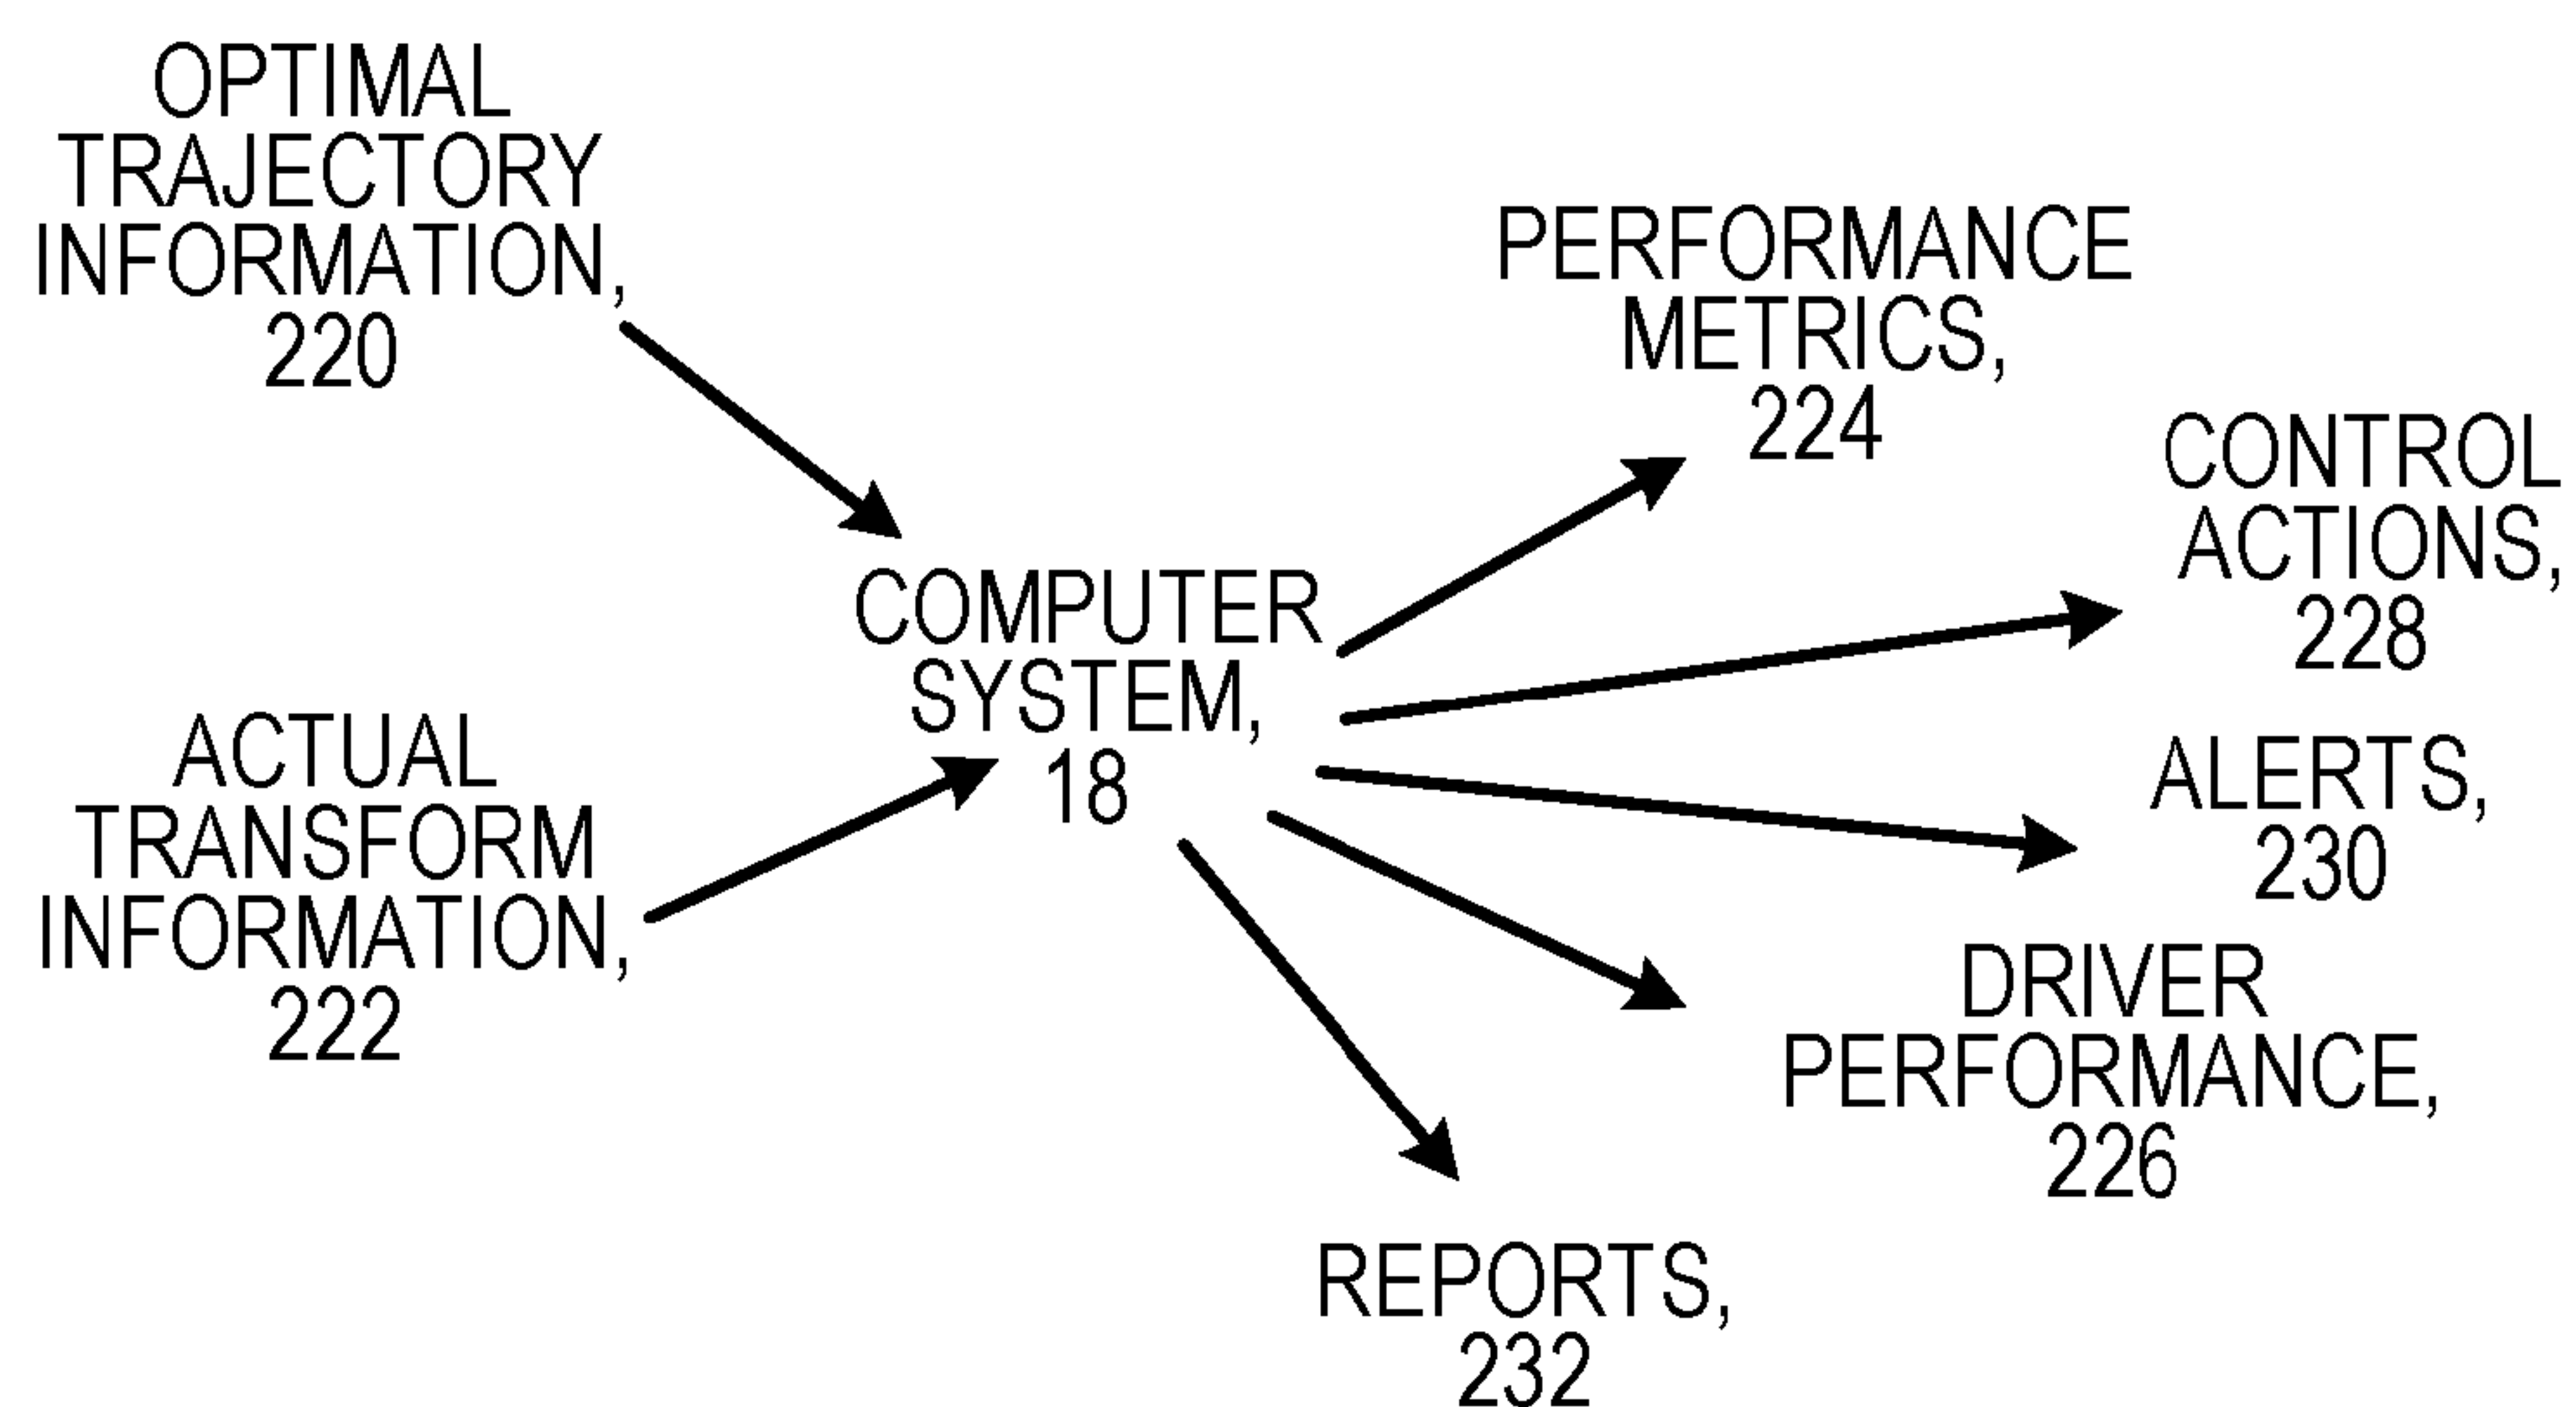 OPTIMAL
TRAJECTORY
INFORMATION,
220
ACTUAL
TRANSFORM
INFORMATION,
222
COMPUTER
SYSTEM,
18
PERFORMANCE
METRICS,
224
CONTROL
ACTIONS,
228
ALERTS,
230
DRIVER
PERFORMANCE,
226
REPORTS,
232